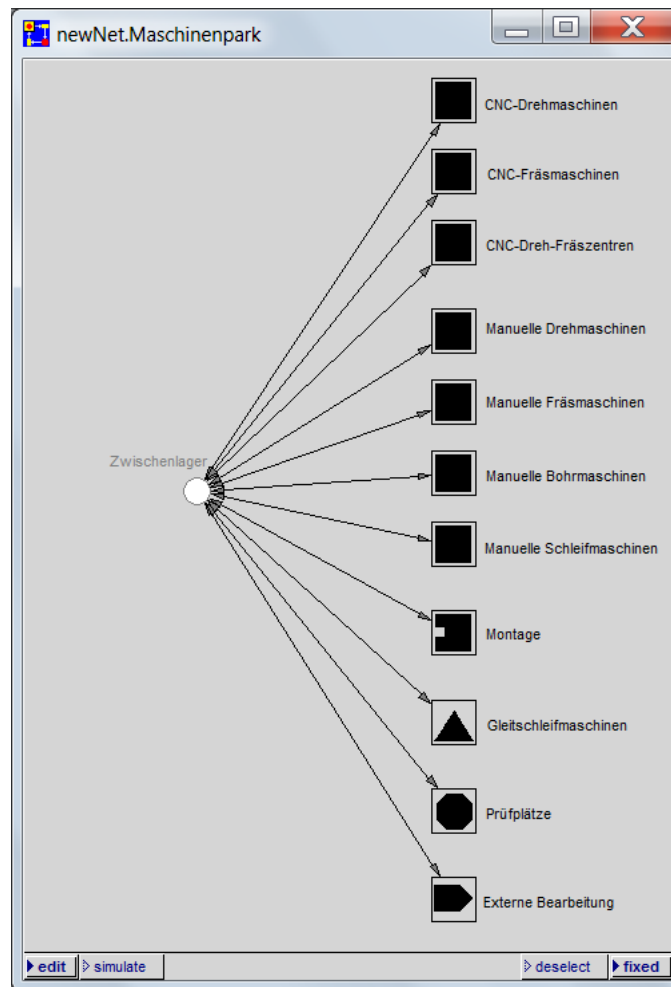 newNet.Maschinenpark
CNC-Drehmaschinen
CNC-Fräsmaschinen
CNC-Dreh-Fräszentren
Manuelle Drehmaschinen
Manuelle Fräsmaschinen
Zwischenlager
Manuelle Bohrmaschinen
Manuelle Schleifmaschinen
Montage
Gleitschleifmaschinen
Prüfplätze
Externe Bearbeitung
edit simulate deselect fixed